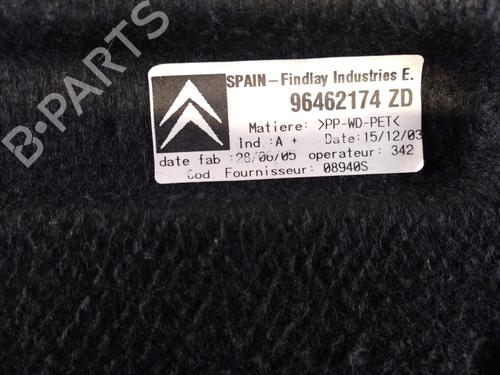 SPAIN-Findlay Industries E.
96462174 ZD
Matiere: >PP-WD-PET<
Ind.:A + Date:15/12/03
date fab :28/06/05 operateur: 342
Cod. Fournisseur: 08940S
B-PARTS